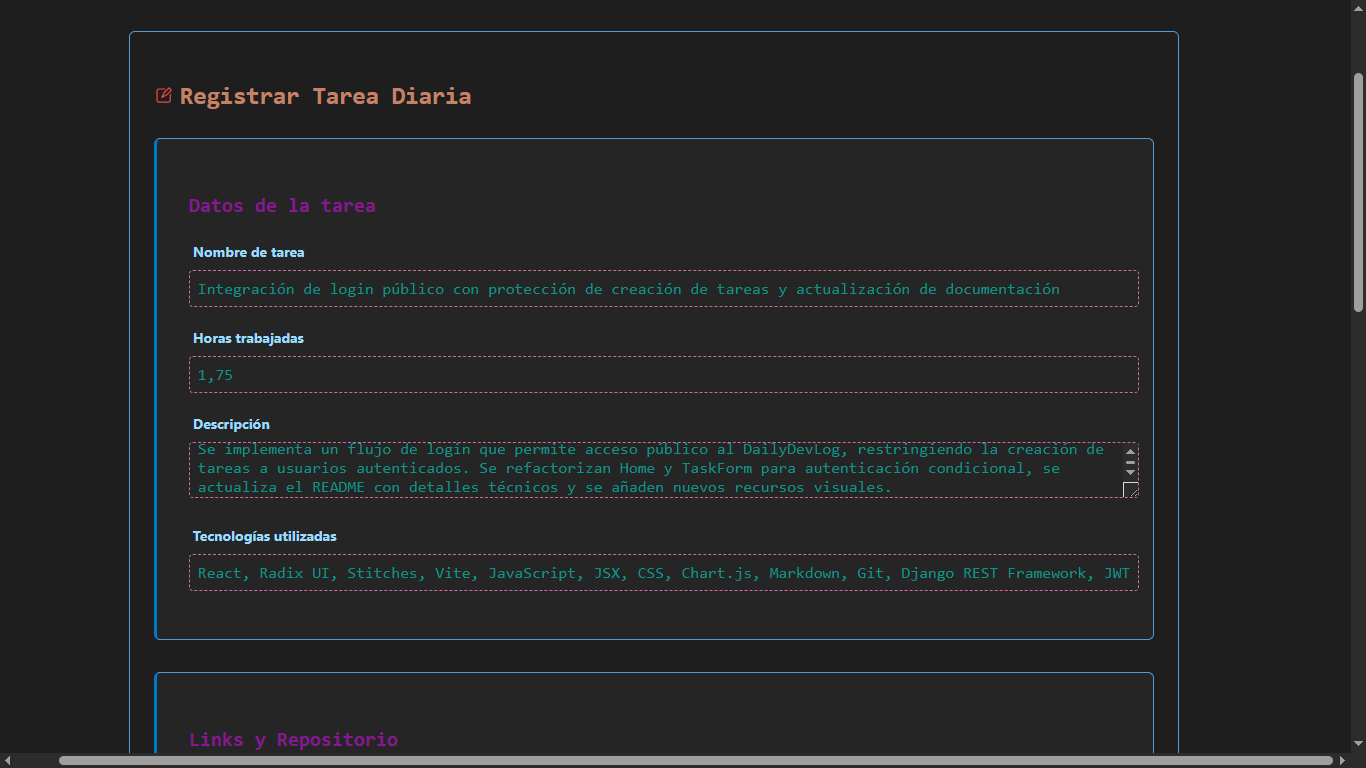 Registrar Tarea Diaria
Datos de la tarea
Nombre de tarea
Integración de login público con protección de creación de tareas y actualización de documentación
Horas trabajadas
1,75
Descripción
Se implementa un flujo de login que permite acceso público al DailyDevLog, restringiendo la creación de
tareas a usuarios autenticados. Se refactorizan Home y TaskForm para autenticación condicional, se
actualiza el README con detalles técnicos y se añaden nuevos recursos visuales.
Tecnologías utilizadas
React, Radix UI, Stitches, Vite, JavaScript, JSX, CSS, Chart.js, Markdown, Git, Django REST Framework, JWT
Links y Repositorio